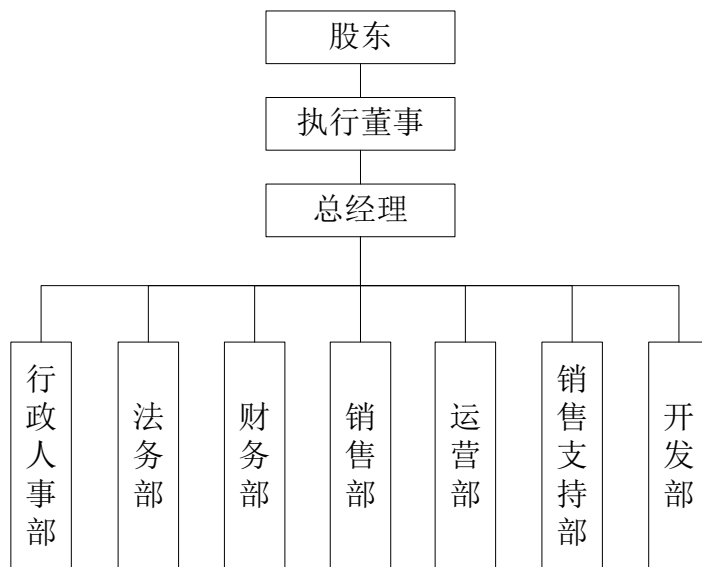 股东
执行董事
总经理
行政人事部
法务部
财务部
销售部
运营部
销售支持部
开发部